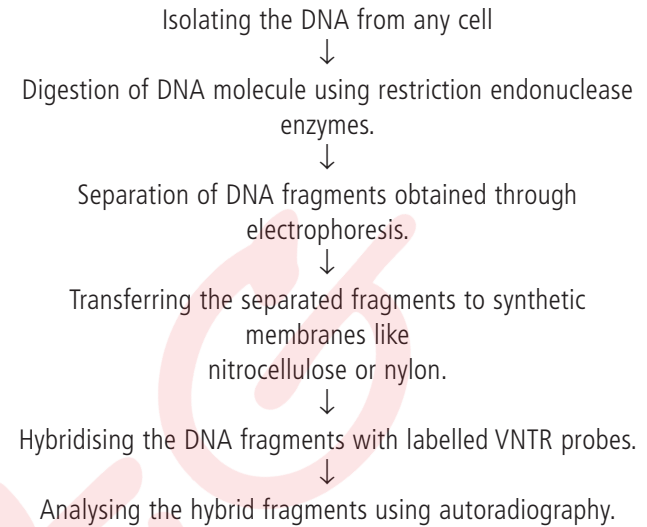 Isolating the DNA from any cell
↓
Digestion of DNA molecule using restriction endonuclease
enzymes.
↓
Separation of DNA fragments obtained through
electrophoresis.
↓
Transferring the separated fragments to synthetic
membranes like
nitrocellulose or nylon.
↓
Hybridising the DNA fragments with labelled VNTR probes.
↓
Analysing the hybrid fragments using autoradiography.